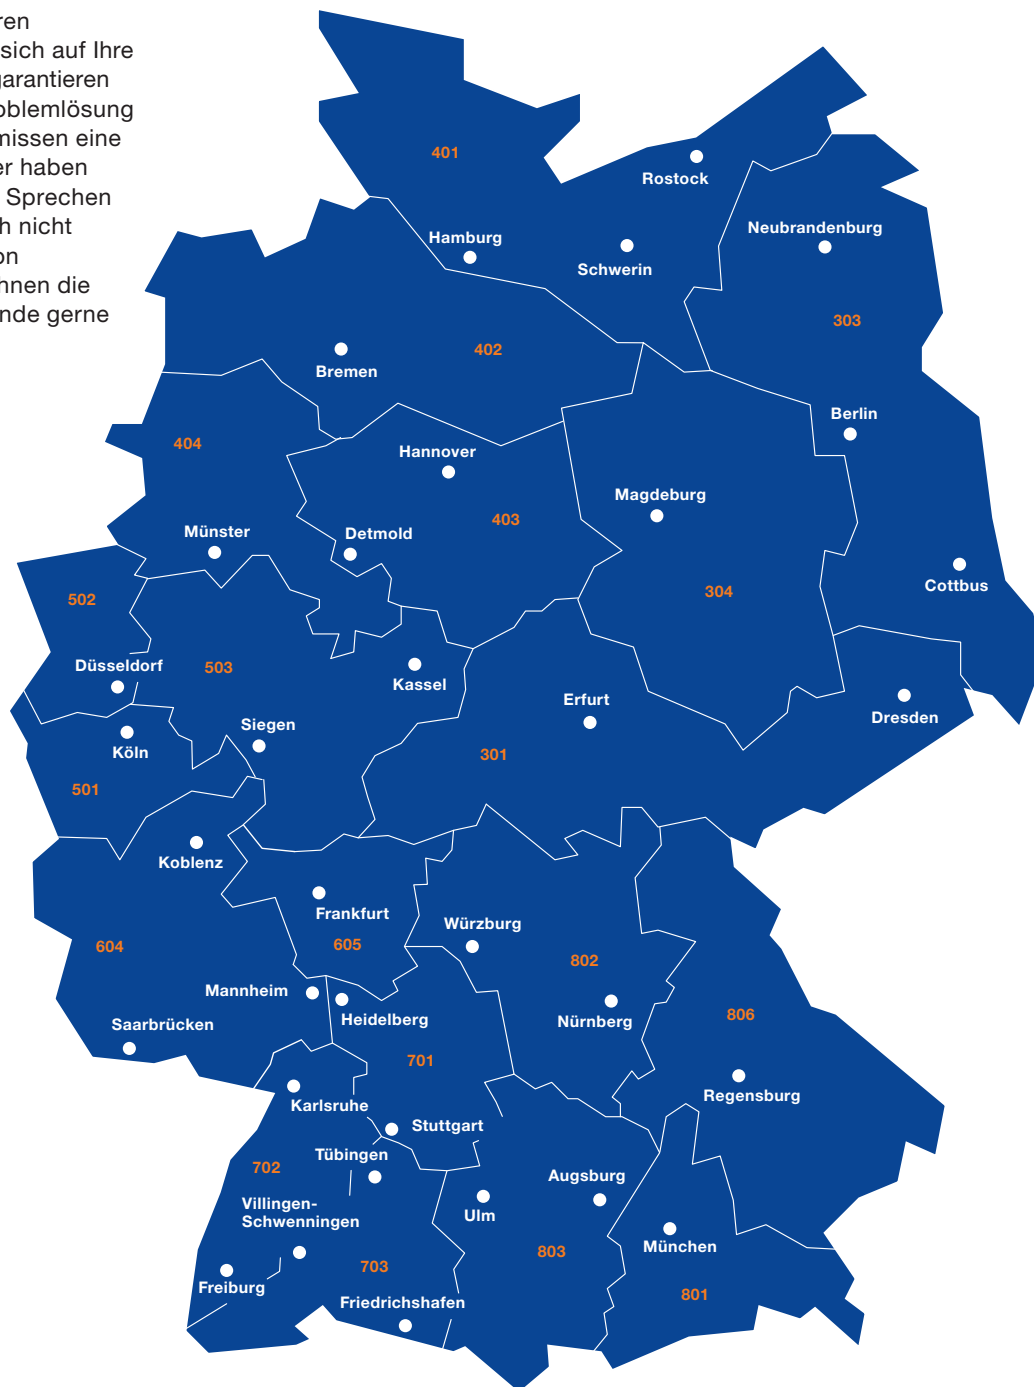 ren
sich auf Ihre
garantieren
oblemlösung
missen eine
er haben
Sprechen
h nicht
on
hnen die
nde gerne
401
Rostock
Neubrandenburg
Hamburg
Schwerin
303
402
Bremen
Berlin
404
Hannover
Magdeburg
403
Münster
Detmold
Cottbus
304
502
Düsseldorf
503
Kassel
Erfurt
Dresden
Siegen
Köln
301
501
Koblenz
Frankfurt
Würzburg
605
604
802
Mannheim
Heidelberg
Nürnberg
806
Saarbrücken
701
Regensburg
Karlsruhe
Stuttgart
Tübingen
702
Augsburg
Villingen-
Schwenningen
Ulm
München
803
703
Freiburg
801
Friedrichshafen